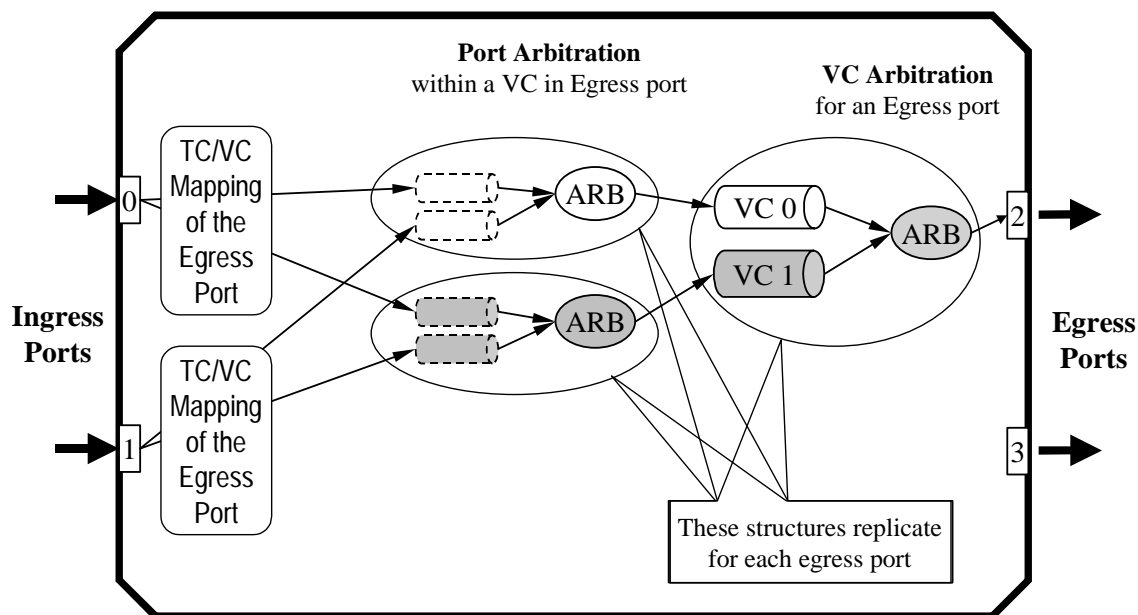 Port Arbitration
within a VC in Egress port
VC Arbitration
for an Egress port
TC/VC
Mapping
of the
Egress
Port
0
ARB
VC 0
ARB
2
VC 1
ARB
Ingress
Ports
Egress
Ports
TC/VC
Mapping
of the
Egress
Port
1
3
These structures replicate
for each egress port